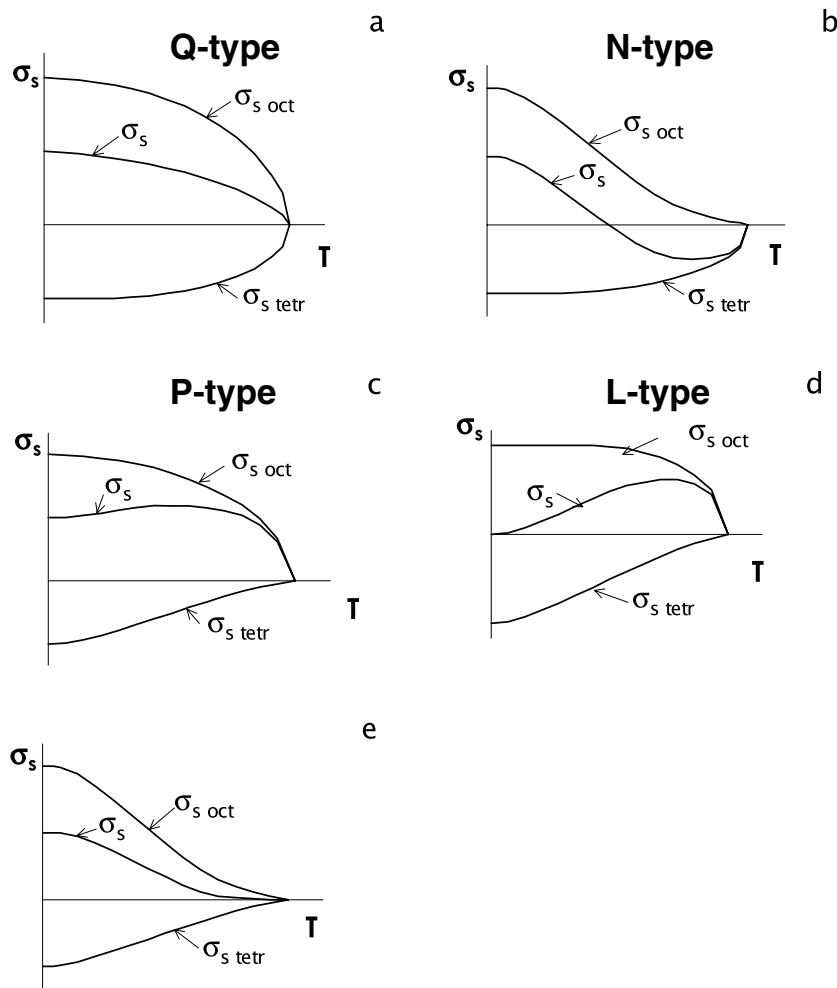 a
Q-type
σs
σs oct
σs
T
σs tetr
b
N-type
σs
σs oct
σs
T
σs tetr
c
P-type
σs
σs oct
σs
T
σs tetr
d
L-type
σs
σs oct
σs
T
σs tetr
e
σs
σs oct
σs
T
σs tetr